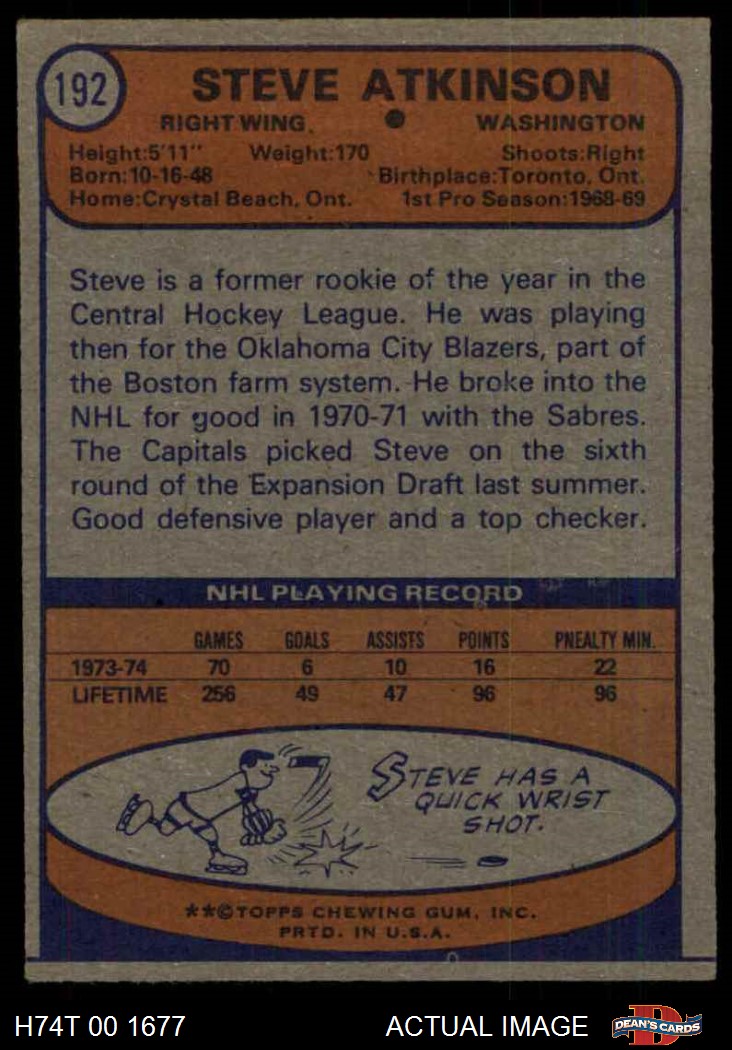 192
STEVE ATKINSON
RIGHT WING. ● WASHINGTON
Height:5'11" Weight:170 Shoots:Right
Born:10-16-48 Birthplace:Toronto, Ont.
Home:Crystal Beach, Ont. 1st Pro Season:1968-69
Steve is a former rookie of the year in the
Central Hockey League. He was playing
then for the Oklahoma City Blazers, part of
the Boston farm system. He broke into the
NHL for good in 1970-71 with the Sabres.
The Capitals picked Steve on the sixth
round of the Expansion Draft last summer.
Good defensive player and a top checker.
NHL PLAYING RECORD
GAMES GOALS ASSISTS POINTS PNEALTY MIN.
1973-74 70 6 10 16 22
LIFETIME 256 49 47 96 96
STEVE HAS A
QUICK WRIST
SHOT.
**©TOPPS CHEWING GUM, INC.
PRTD. IN U.S.A.
H74T 00 1677 ACTUAL IMAGE D DEAN'S CARDS